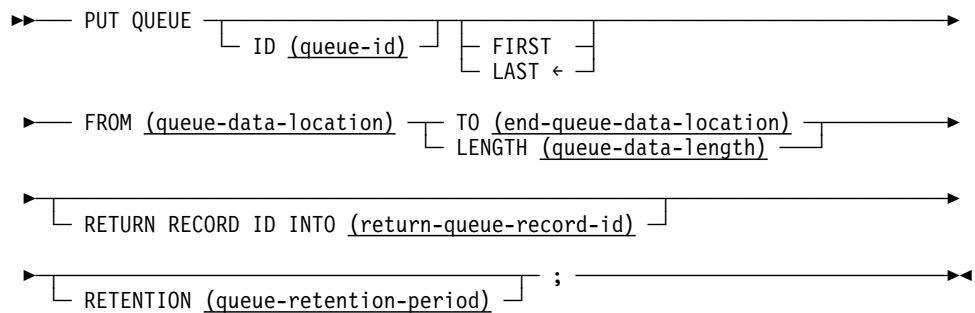 PUT QUEUE
ID (queue-id)
FIRST
LAST ←
FROM (queue-data-location) TO (end-queue-data-location)
LENGTH (queue-data-length)
RETURN RECORD ID INTO (return-queue-record-id)
;
RETENTION (queue-retention-period)